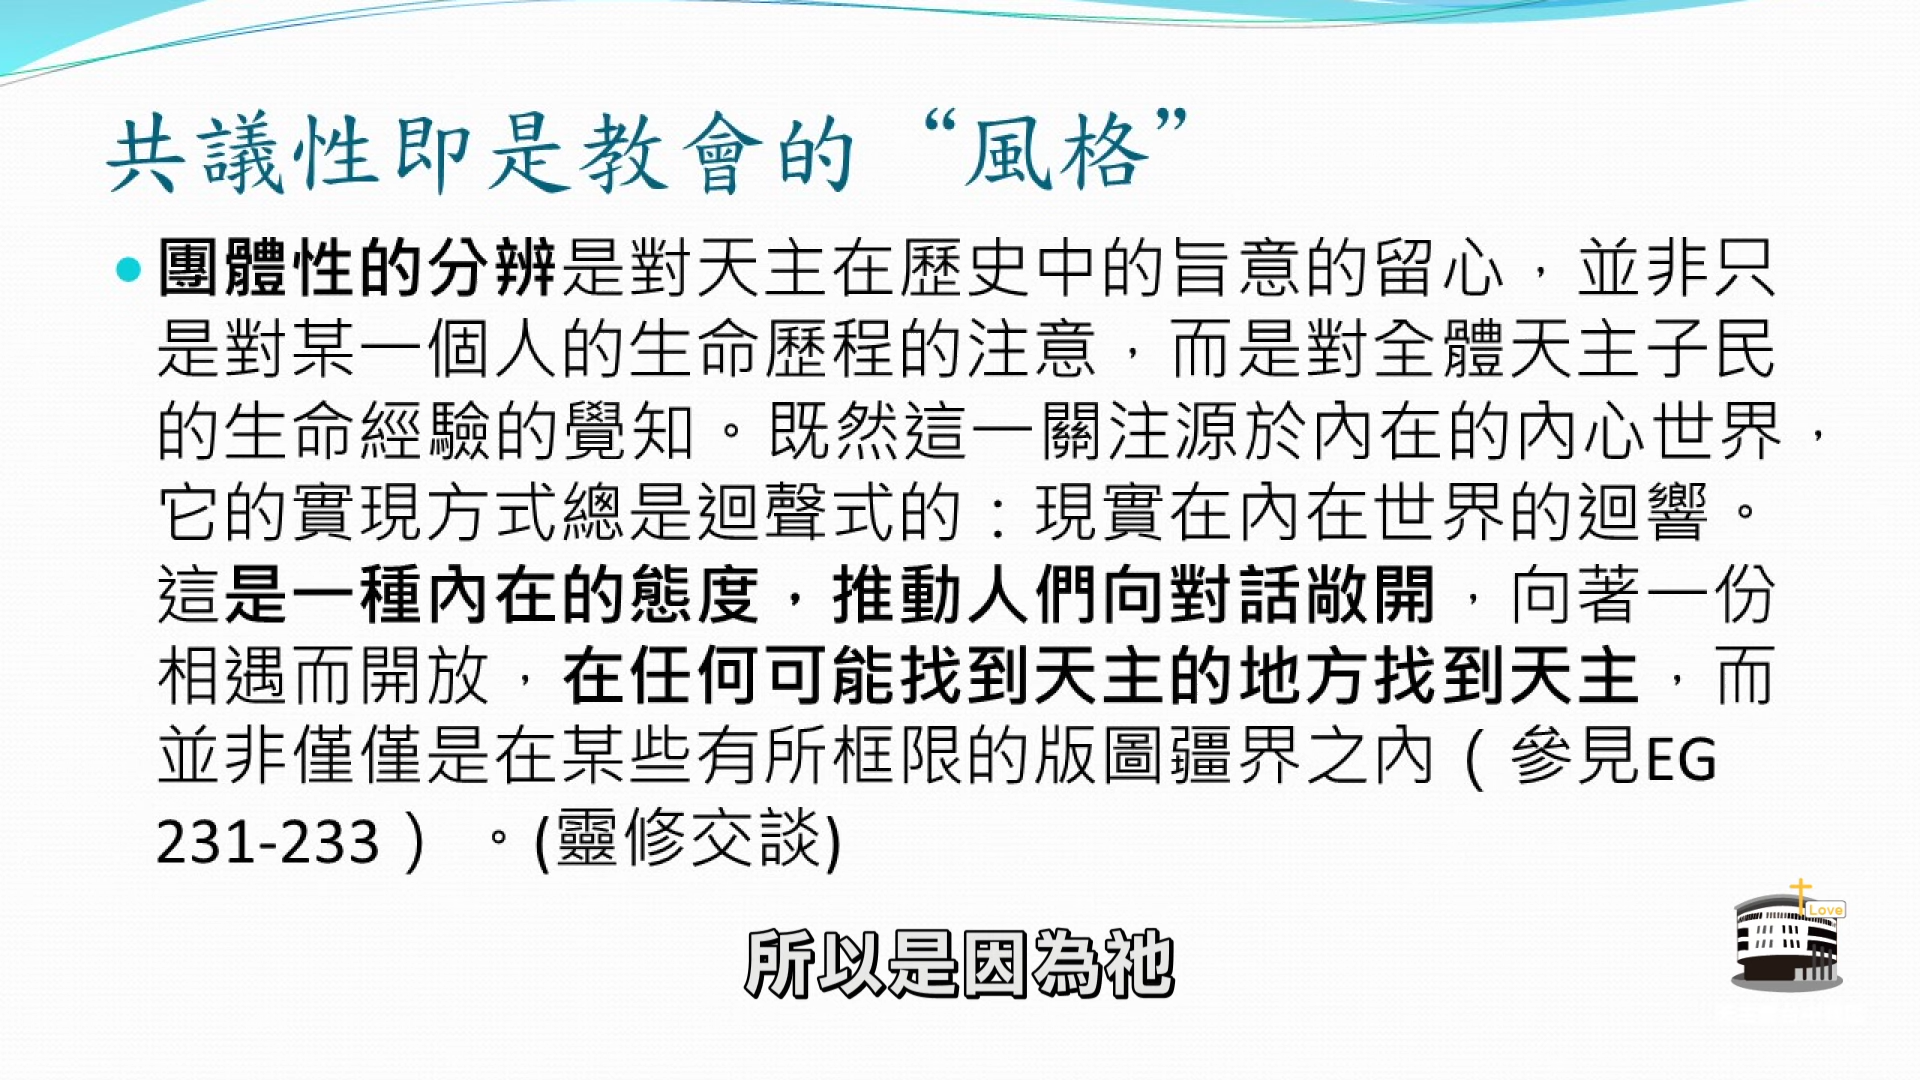 共議性即是教會的“風格”
團體性的分辨是對天主在歷史中的旨意的留心，並非只
是對某一個人的生命歷程的注意，而是對全體天主子民
的生命經驗的覺知。既然這一關注源於內在的內心世界，
它的實現方式總是迴聲式的：現實在內在世界的迴響。
這是一種內在的態度，推動人們向對話敞開，向著一份
相遇而開放，在任何可能找到天主的地方找到天主，而
並非僅僅是在某些有所框限的版圖疆界之內（參見EG
231-233）。(靈修交談)
Love
所以是因為祂